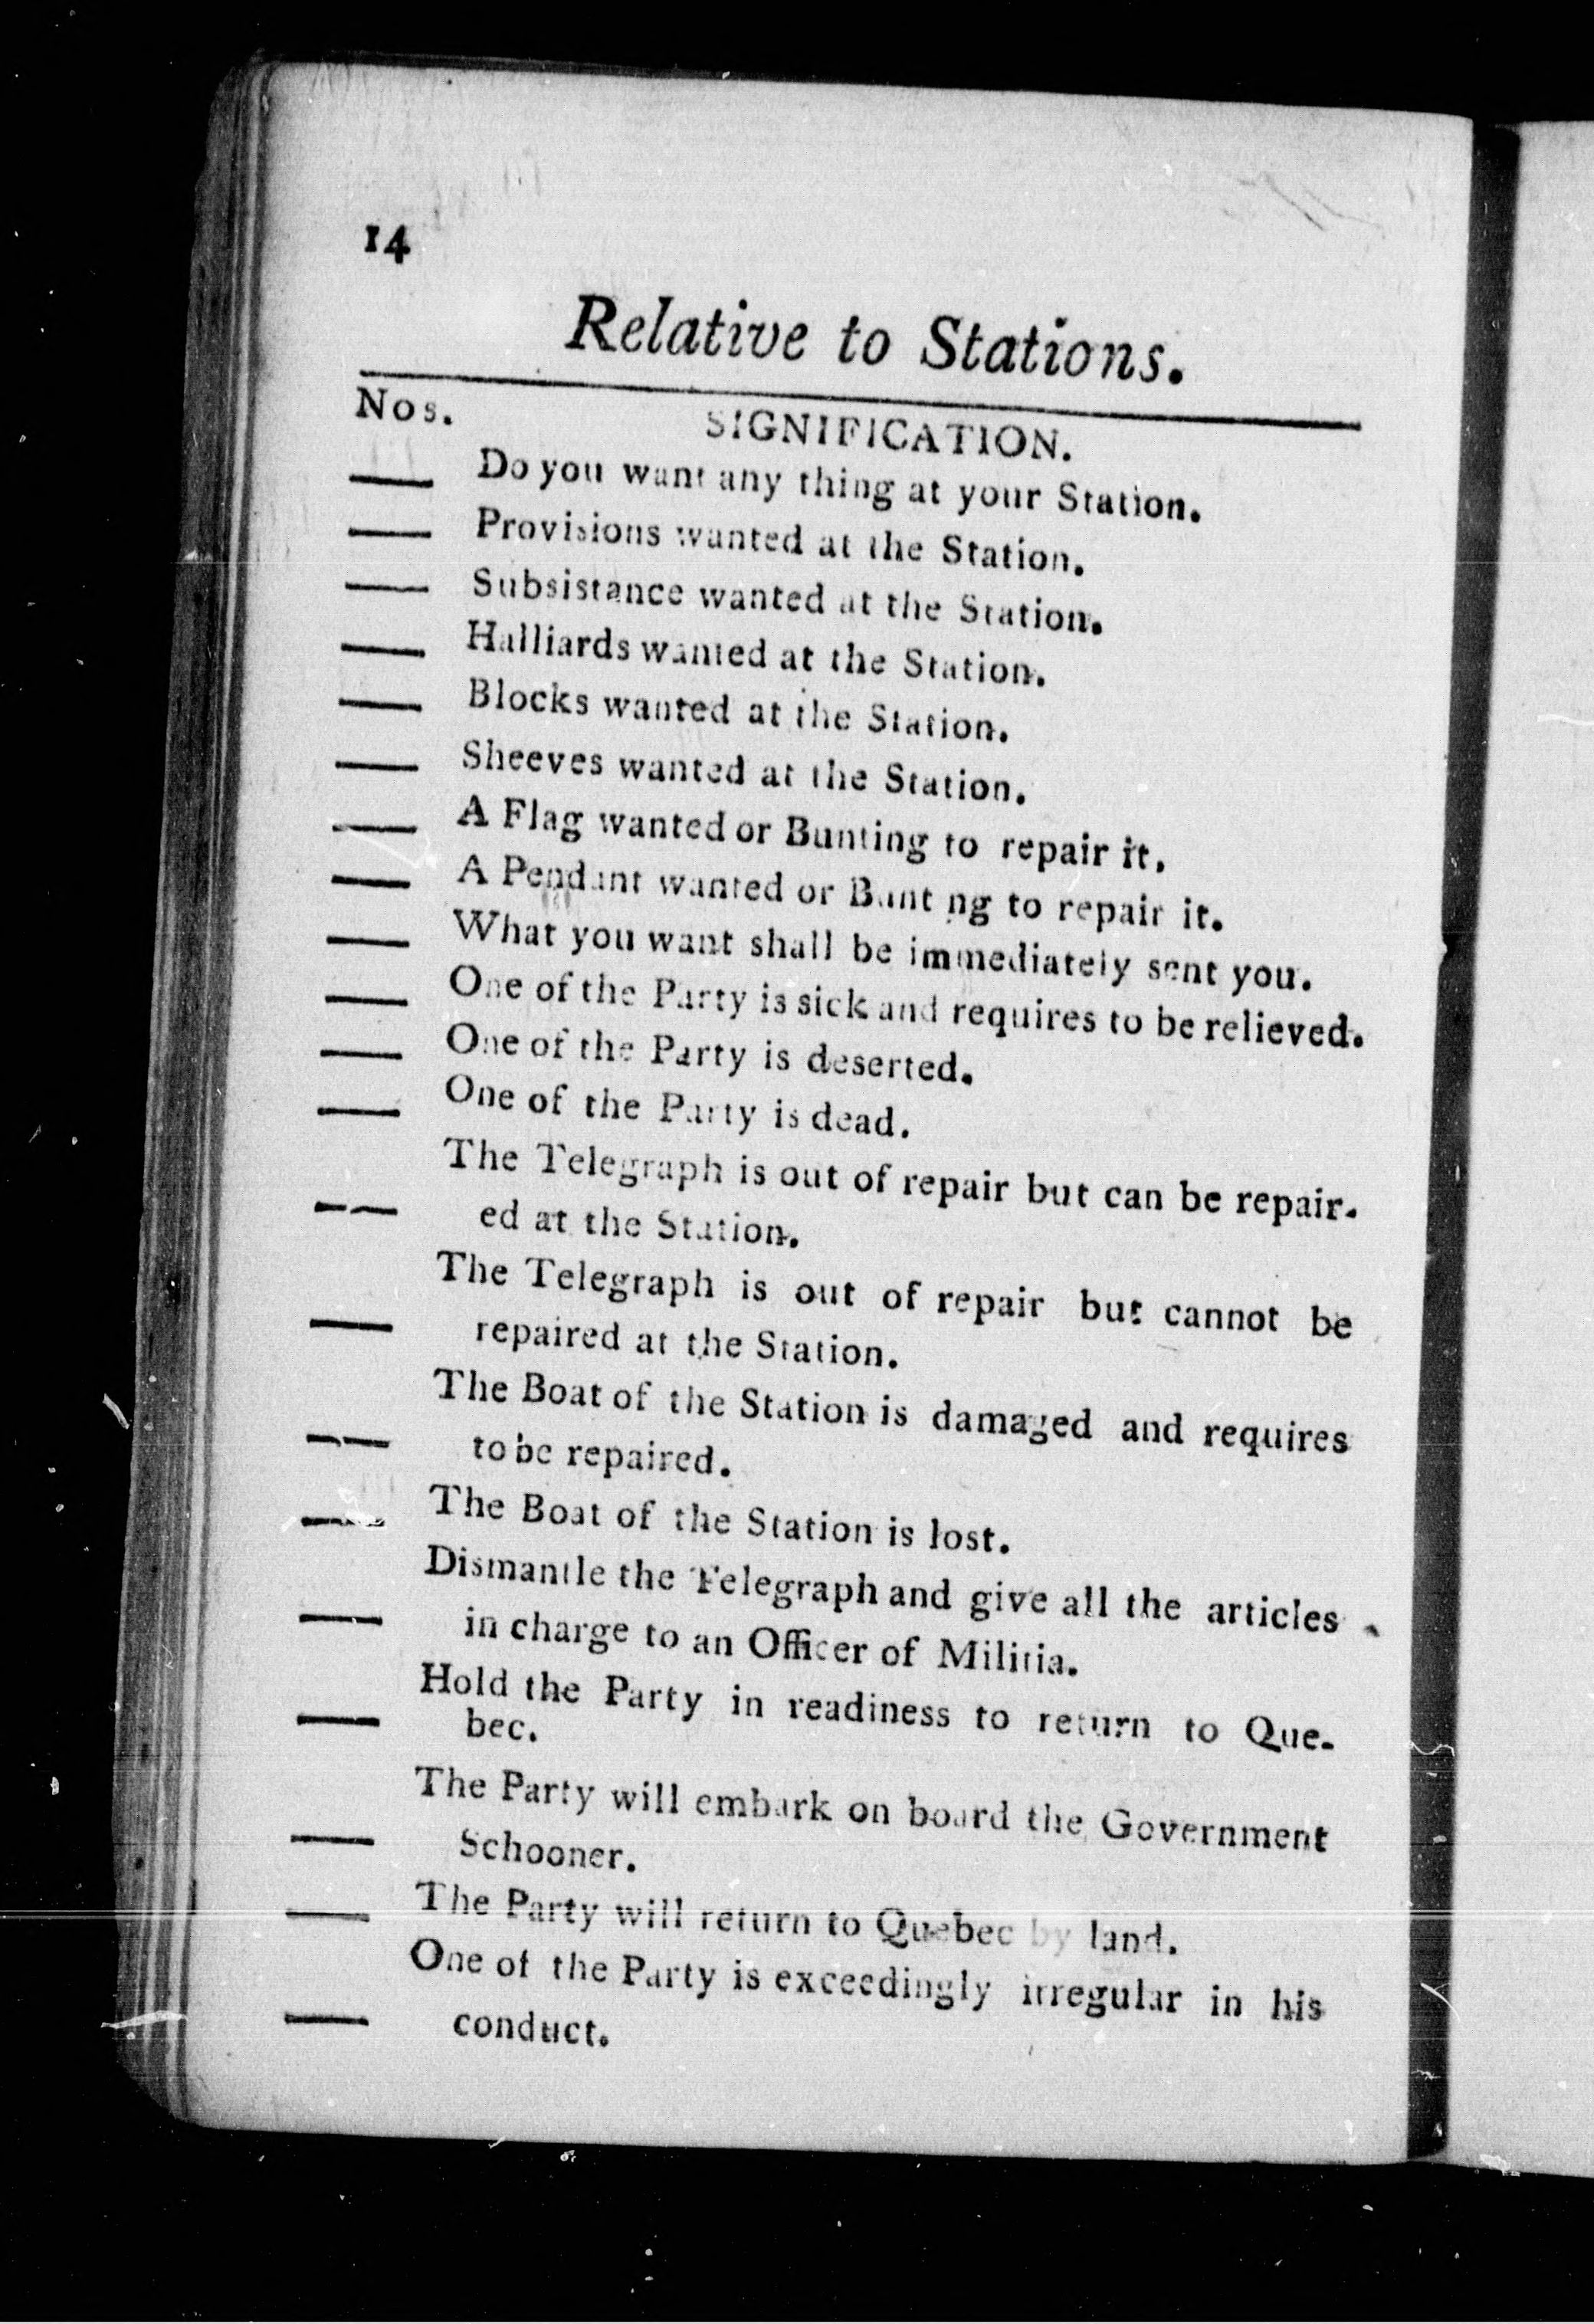 14
Relative to Stations.
Nos.
SIGNIFICATION.
—— Do you want any thing at your Station.
—— Provisions wanted at the Station.
—— Subsistance wanted at the Station.
—— Halliards wanted at the Station.
—— Blocks wanted at the Station.
—— Sheeves wanted at the Station.
—— A Flag wanted or Bunting to repair it.
—— A Pendant wanted or Bunting to repair it.
—— What you want shall be immediately sent you.
—— One of the Party is sick and requires to be relieved.
—— One of the Party is deserted.
—— One of the Party is dead.
The Telegraph is out of repair but can be repair-
—— ed at the Station.
The Telegraph is out of repair but cannot be
—— repaired at the Station.
The Boat of the Station is damaged and requires
—— to be repaired.
—— The Boat of the Station is lost.
Dismantle the Telegraph and give all the articles
—— in charge to an Officer of Militia.
Hold the Party in readiness to return to Que-
—— bec.
The Party will embark on board the Government
—— Schooner.
—— The Party will return to Quebec by land.
One of the Party is exceedingly irregular in his
—— conduct.